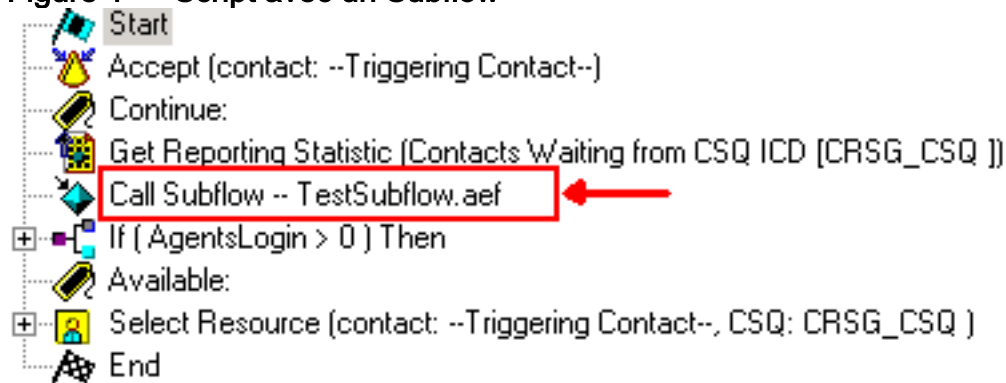 Start
Accept (contact: --Triggering Contact--)
Continue:
Get Reporting Statistic (Contacts Waiting from CSQ ICD [CRSG_CSQ ])
Call Subflow -- TestSubflow.aef
If ( AgentsLogin > 0 ) Then
Available:
Select Resource (contact: --Triggering Contact--, CSQ: CRSG_CSQ )
End